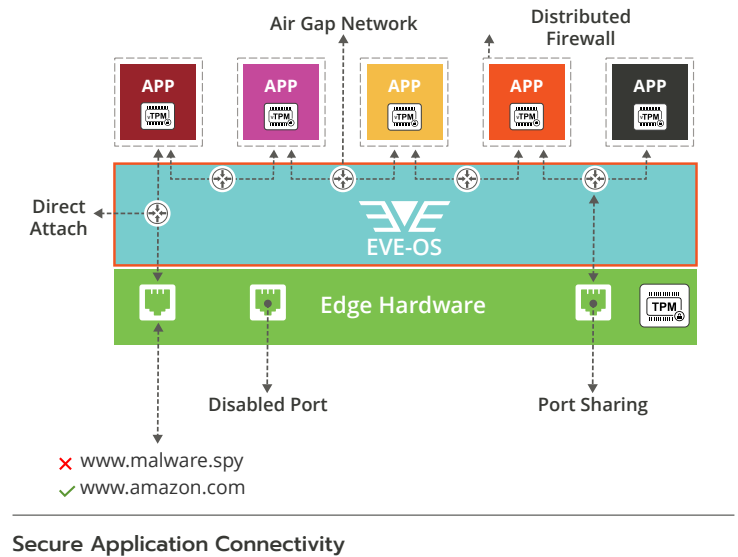 Air Gap Network
Distributed
Firewall
APP
APP
APP
APP
APP
vTPM
vTPM
vTPM
vTPM
vTPM
Direct
Attach
EVE
EVE-OS
Edge Hardware
TPM
Disabled Port
Port Sharing
www.malware.spy
www.amazon.com
Secure Application Connectivity